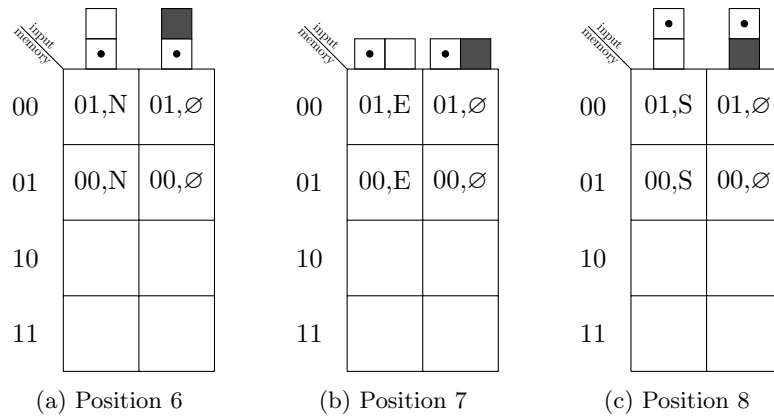 input memory input memory input memory
00 01,N 01,∅ 00 01,E 01,∅ 00 01,S 01,∅
01 00,N 00,∅ 01 00,E 00,∅ 01 00,S 00,∅
10 10 10
11 11 11
(a) Position 6 (b) Position 7 (c) Position 8